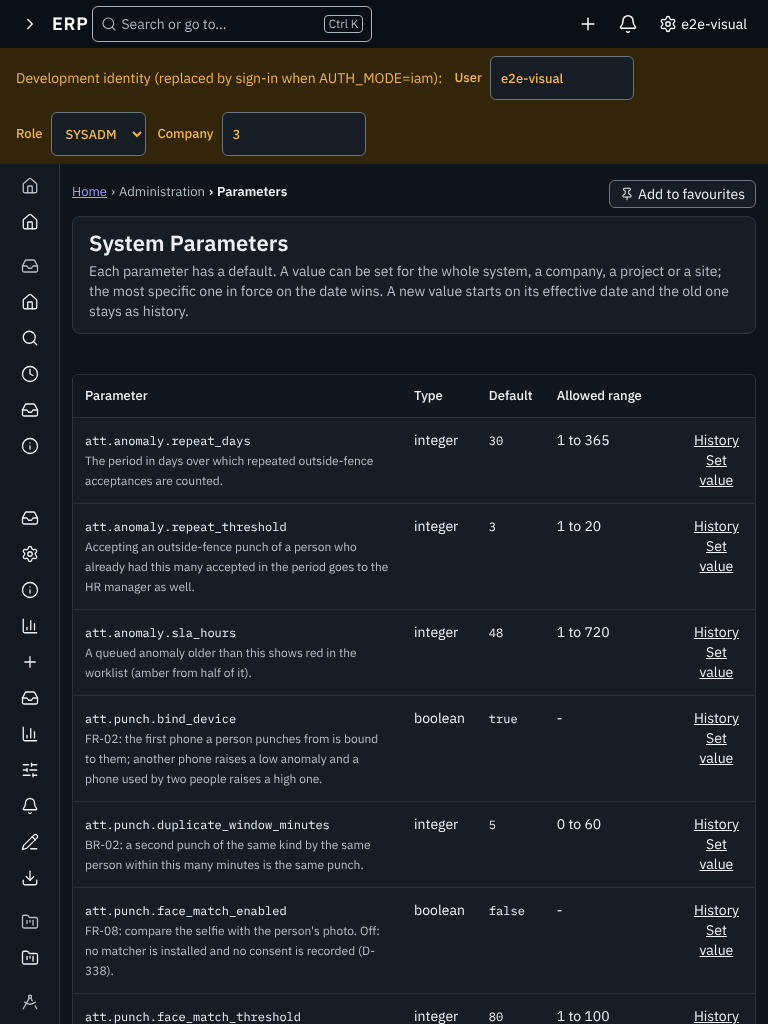 ERP
Search or go to...
Ctrl K
e2e-visual
Development identity (replaced by sign-in when AUTH_MODE=iam): User e2e-visual
Role SYSADM Company 3
Home › Administration › Parameters
Add to favourites
System Parameters
Each parameter has a default. A value can be set for the whole system, a company, a project or a site;
the most specific one in force on the date wins. A new value starts on its effective date and the old one
stays as history.
Parameter Type Default Allowed range
att.anomaly.repeat_days integer 30 1 to 365 History
The period in days over which repeated outside-fence Set
acceptances are counted. value
att.anomaly.repeat_threshold integer 3 1 to 20 History
Accepting an outside-fence punch of a person who Set
already had this many accepted in the period goes to the value
HR manager as well.
att.anomaly.sla_hours integer 48 1 to 720 History
A queued anomaly older than this shows red in the Set
worklist (amber from half of it). value
att.punch.bind_device boolean true - History
FR-02: the first phone a person punches from is bound Set
to them; another phone raises a low anomaly and a value
phone used by two people raises a high one.
att.punch.duplicate_window_minutes integer 5 0 to 60 History
BR-02: a second punch of the same kind by the same Set
person within this many minutes is the same punch. value
att.punch.face_match_enabled boolean false - History
FR-08: compare the selfie with the person's photo. Off: Set
no matcher is installed and no consent is recorded (D- value
338).
att.punch.face_match_threshold integer 80 1 to 100 History